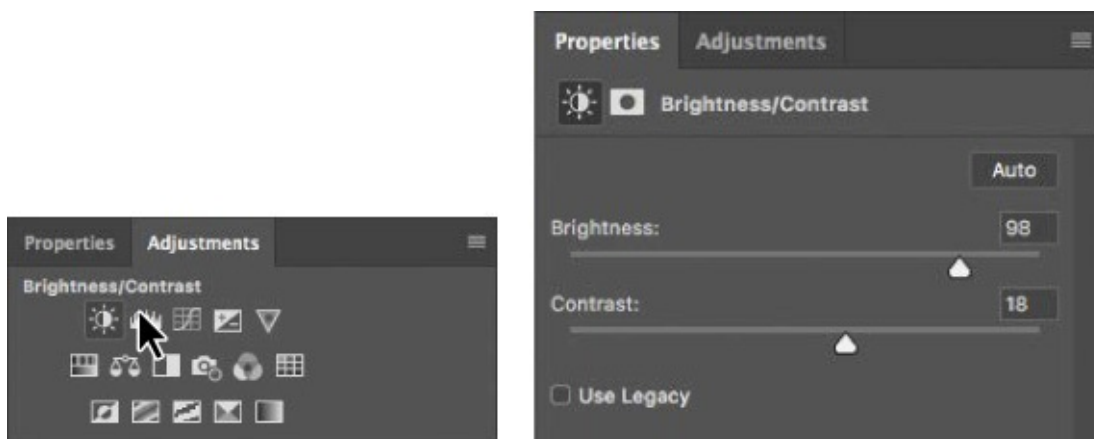 Properties Adjustments
Brightness/Contrast
Properties Adjustments
Brightness/Contrast
Auto
Brightness: 98
Contrast: 18
Use Legacy